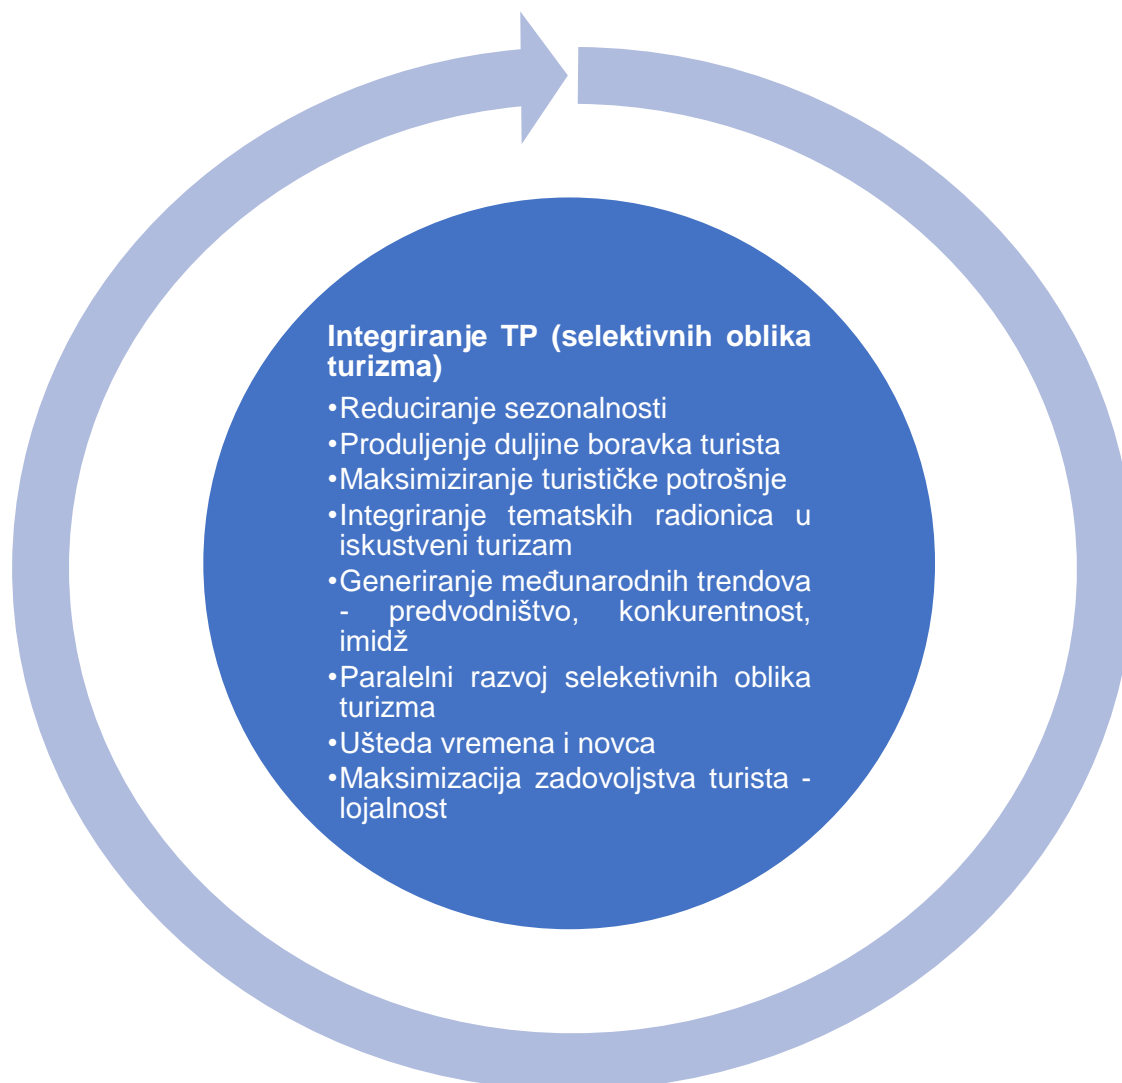 Integriranje TP (selektivnih oblika
turizma)
•Reduciranje sezonalnosti
•Produljenje duljine boravka turista
•Maksimiziranje turističke potrošnje
•Integriranje tematskih radionica u
iskustveni turizam
•Generiranje međunarodnih trendova
- predvodništvo, konkurentnost,
imidž
•Paralelni razvoj seleketivnih oblika
turizma
•Ušteda vremena i novca
•Maksimizacija zadovoljstva turista -
lojalnost